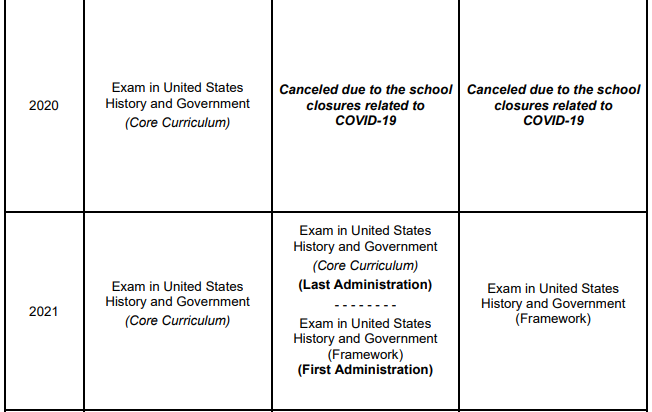 2020
Exam in United States
History and Government
(Core Curriculum)
Canceled due to the school
closures related to
COVID-19
Canceled due to the school
closures related to
COVID-19
2021
Exam in United States
History and Government
(Core Curriculum)
Exam in United States
History and Government
(Core Curriculum)
(Last Administration)
- - - - - - - -
Exam in United States
History and Government
(Framework)
(First Administration)
Exam in United States
History and Government
(Framework)